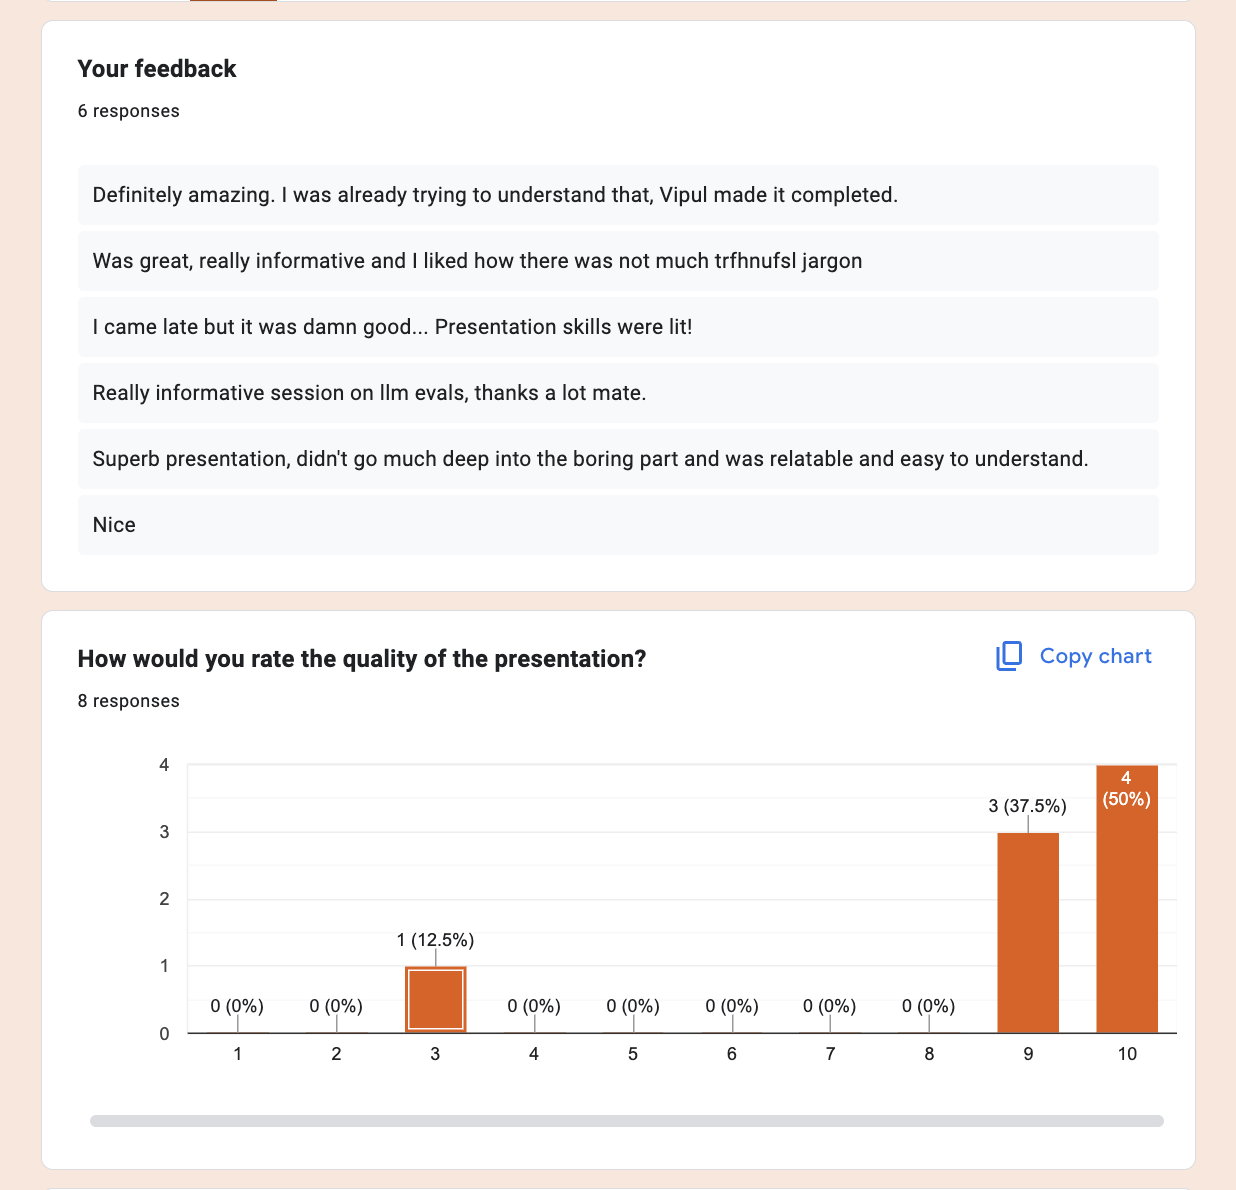 Your feedback
6 responses
Definitely amazing. I was already trying to understand that, Vipul made it completed.
Was great, really informative and I liked how there was not much trfhnufsl jargon
I came late but it was damn good... Presentation skills were lit!
Really informative session on llm evals, thanks a lot mate.
Superb presentation, didn't go much deep into the boring part and was relatable and easy to understand.
Nice
How would you rate the quality of the presentation?
Copy chart
8 responses
4
3
2
1
0
0 (0%)
0 (0%)
1 (12.5%)
0 (0%)
0 (0%)
0 (0%)
0 (0%)
0 (0%)
3 (37.5%)
4
(50%)
1
2
3
4
5
6
7
8
9
10